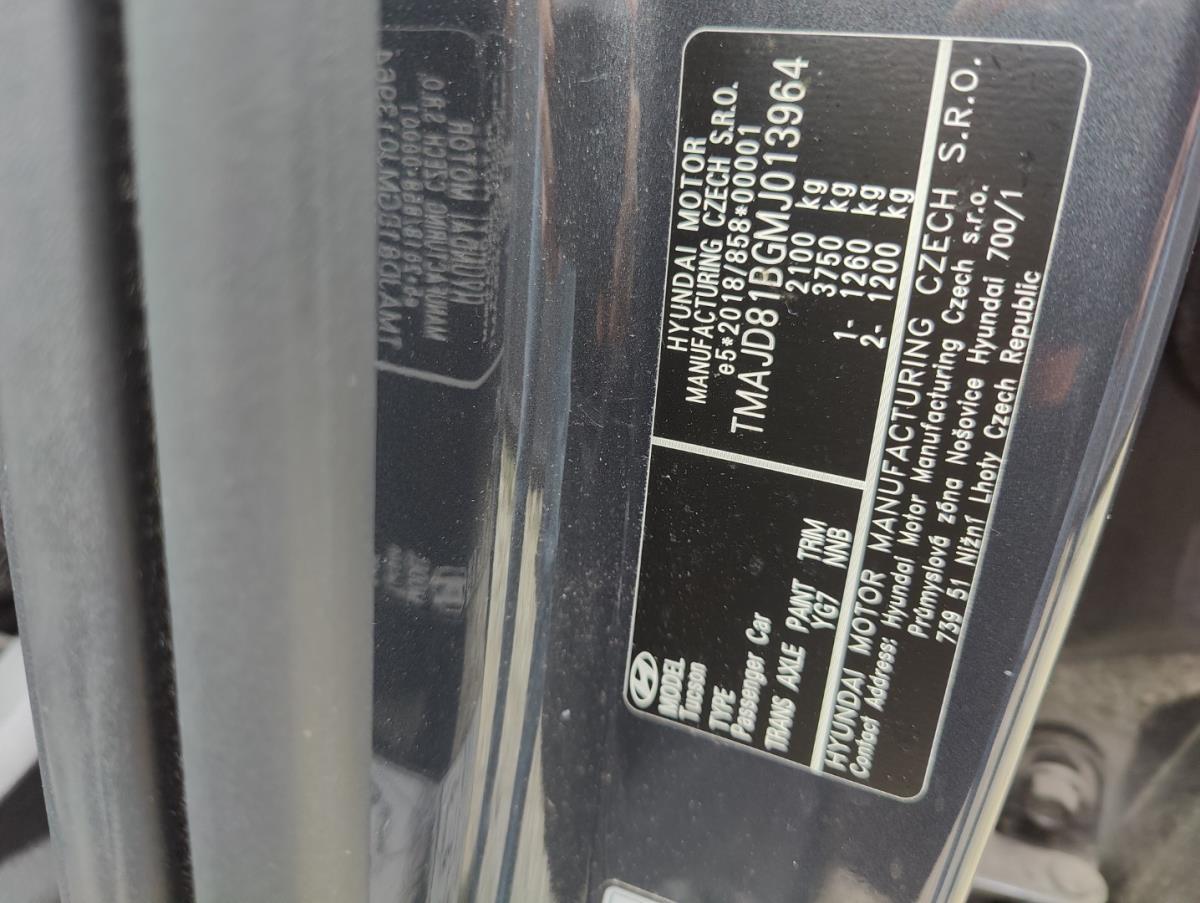 HYUNDAI MOTOR
MANUFACTURING CZECH S.R.O.
e5*2018/858*00001
TMAJD81BGMJ013964
2100 kg
3750 kg
1- 1260 kg
2- 1200 kg
MODEL
Tucson
TYPE
Passenger Car
TRANS AXLE PAINT TRIM
YG7 NNB
HYUNDAI MOTOR MANUFACTURING CZECH S.R.O.
Contact Address: Hyundai Motor Manufacturing Czech s.r.o.
Průmyslová zóna Nošovice Hyundai 700/1
739 51 Nižní Lhoty Czech Republic